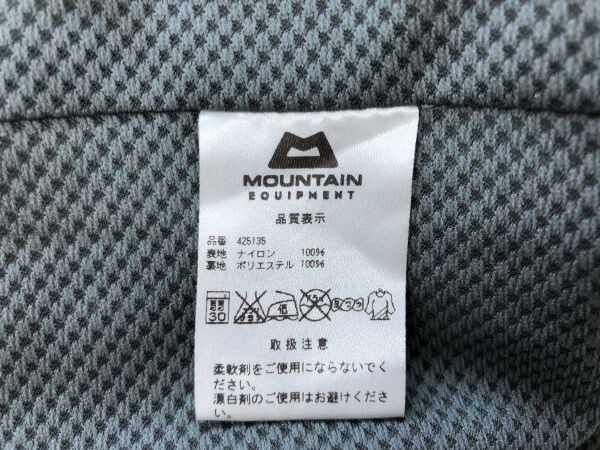 MOUNTAIN
EQUIPMENT
品質表示
品番 425135
表地 ナイロン 100%
裏地 ポリエステル 100%
30 低
取扱注意
柔軟剤をご使用にならないでく
ださい。
漂白剤のご使用はお避けくださ
い。